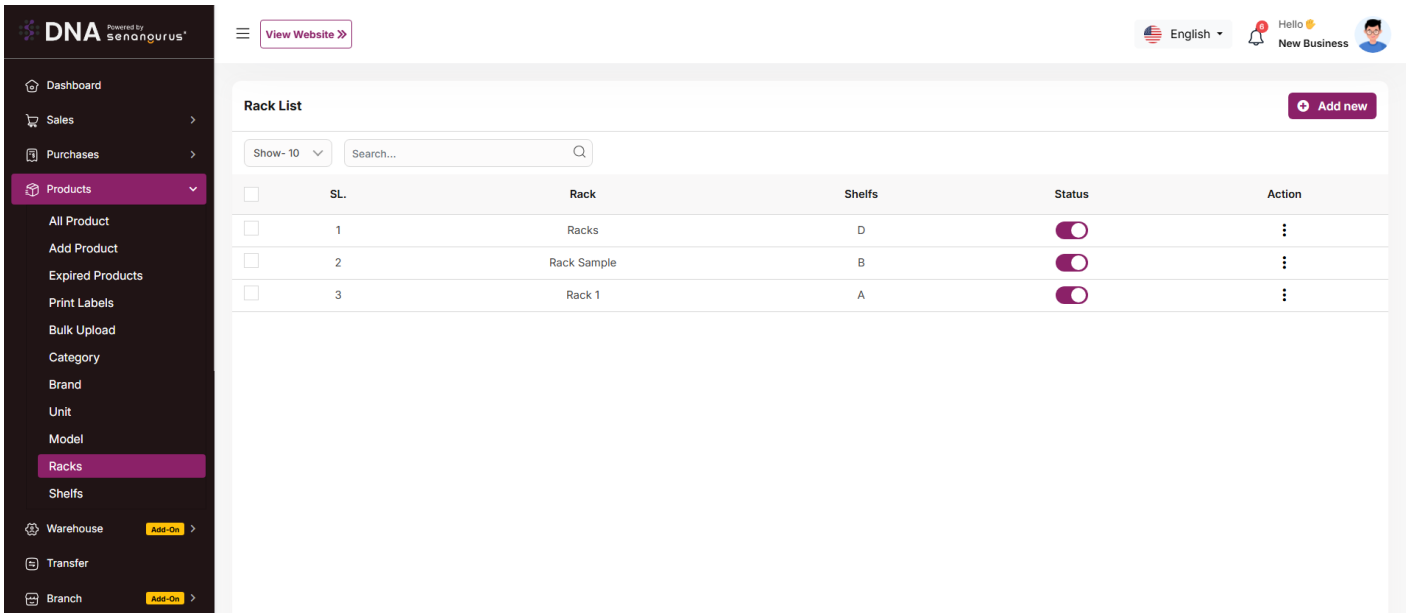 DNA Powered by senangurus
View Website »
English
6
Hello
New Business
Dashboard
Sales
Purchases
Products
All Product
Add Product
Expired Products
Print Labels
Bulk Upload
Category
Brand
Unit
Model
Racks
Shelfs
Warehouse Add-On
Transfer
Branch Add-On
Rack List
Add new
Show- 10
Search...
SL. Rack Shelfs Status Action
1 Racks D
2 Rack Sample B
3 Rack 1 A